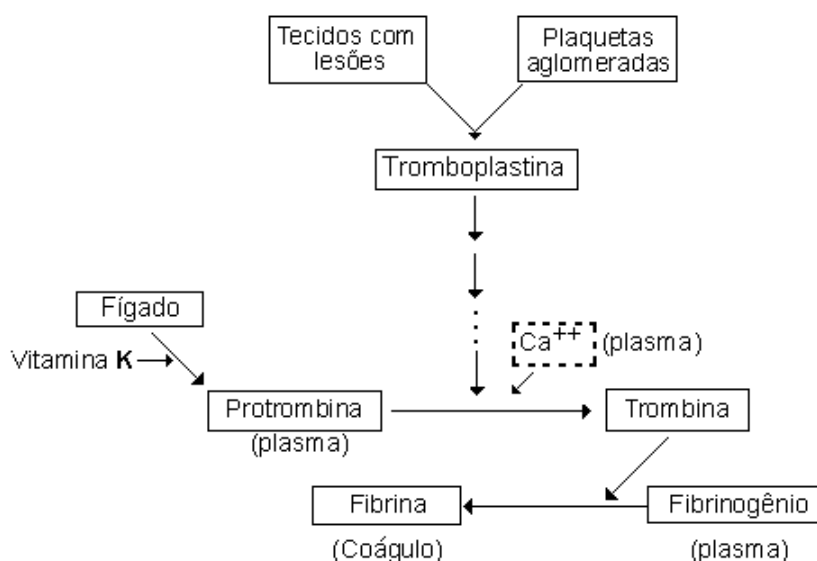 Tecidos com
lesões
Plaquetas
aglomeradas
Tromboplastina
Fígado
Vitamina K
Ca++ (plasma)
Protrombina
(plasma)
Trombina
Fibrina
(Coágulo)
Fibrinogênio
(plasma)